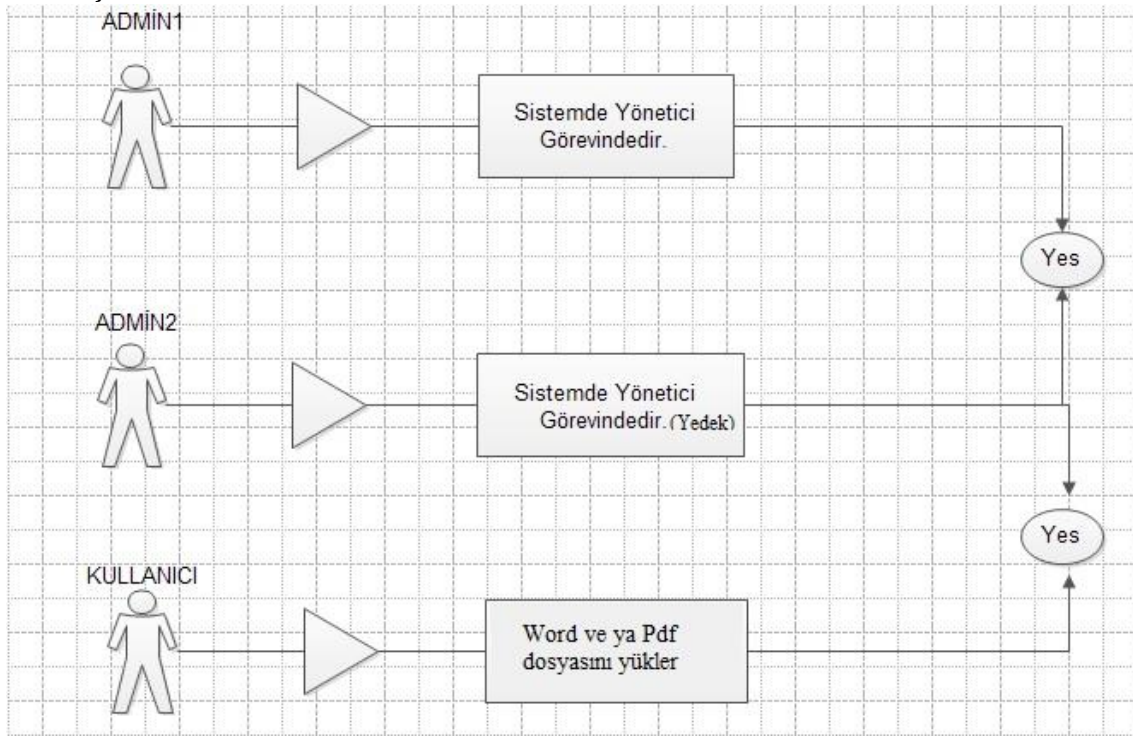 ADMİN1
Sistemde Yönetici
Görevindedir.
Yes
ADMİN2
Sistemde Yönetici
Görevindedir. (Yedek)
Yes
KULLANICI
Word ve ya Pdf
dosyasını yükler